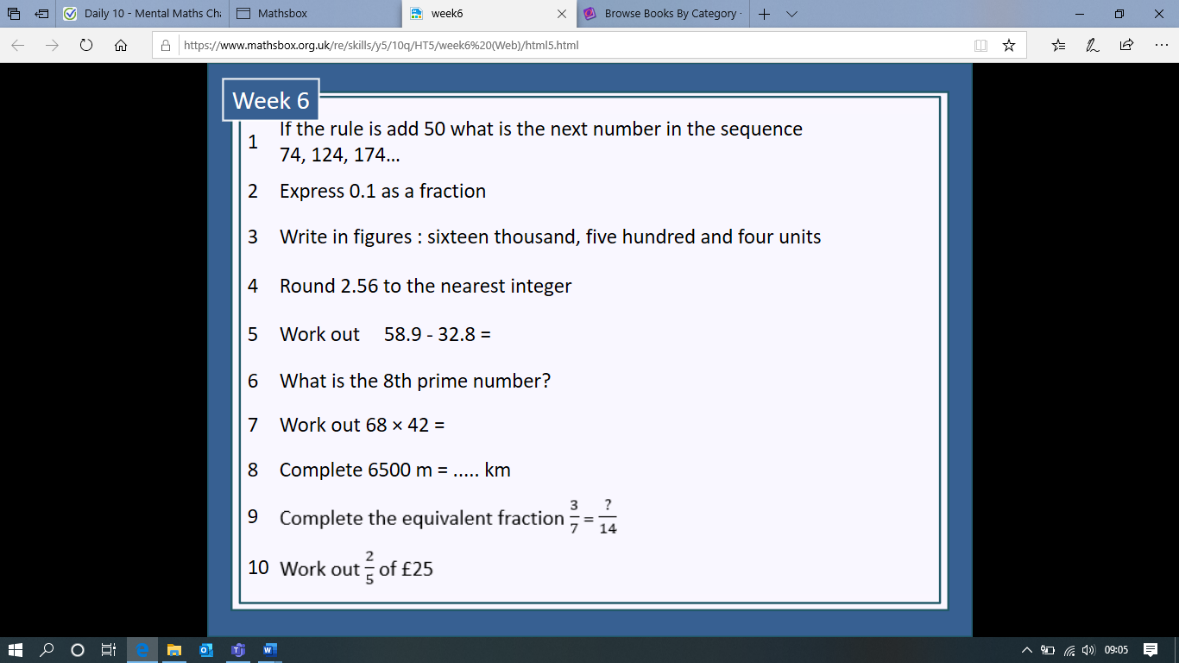 Daily 10 - Mental Maths Cha
Mathsbox
week6
Browse Books By Category -
https://www.mathsbox.org.uk/re/skills/y5/10q/HT5/week6%20(Web)/html5.html
Week 6
1 If the rule is add 50 what is the next number in the sequence
74, 124, 174...
2 Express 0.1 as a fraction
3 Write in figures : sixteen thousand, five hundred and four units
4 Round 2.56 to the nearest integer
5 Work out 58.9 - 32.8 =
6 What is the 8th prime number?
7 Work out 68 × 42 =
8 Complete 6500 m = ..... km
9 Complete the equivalent fraction 3/7 = ?/14
10 Work out 2/5 of £25
09:05